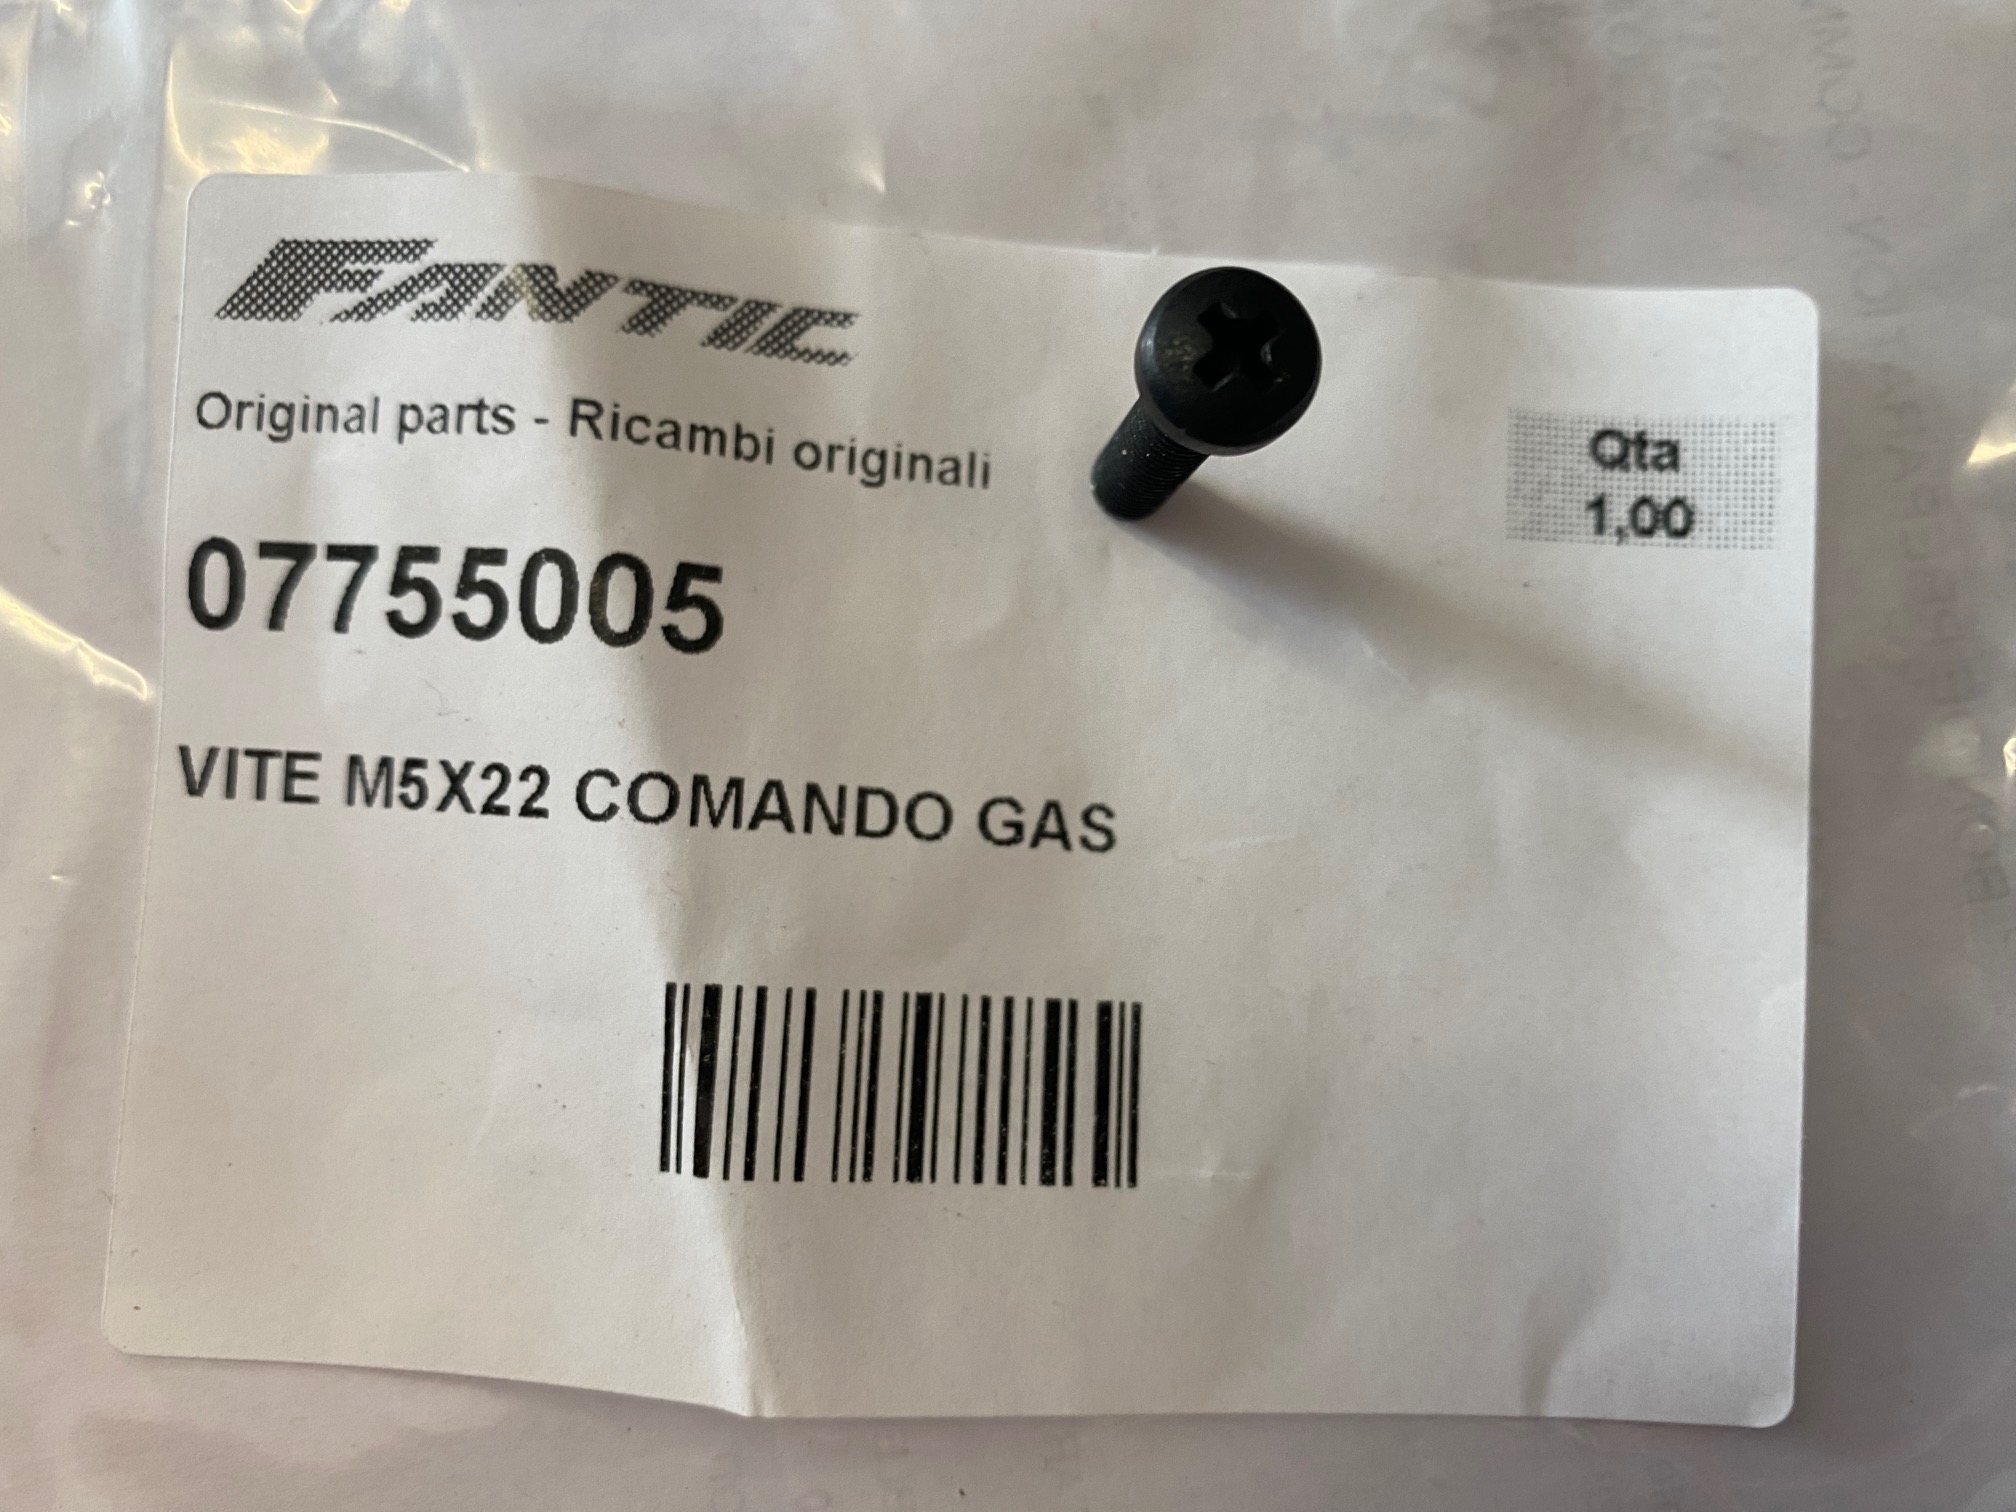 FANTIC
Original parts - Ricambi originali
Qta
1,00
07755005
VITE M5X22 COMANDO GAS